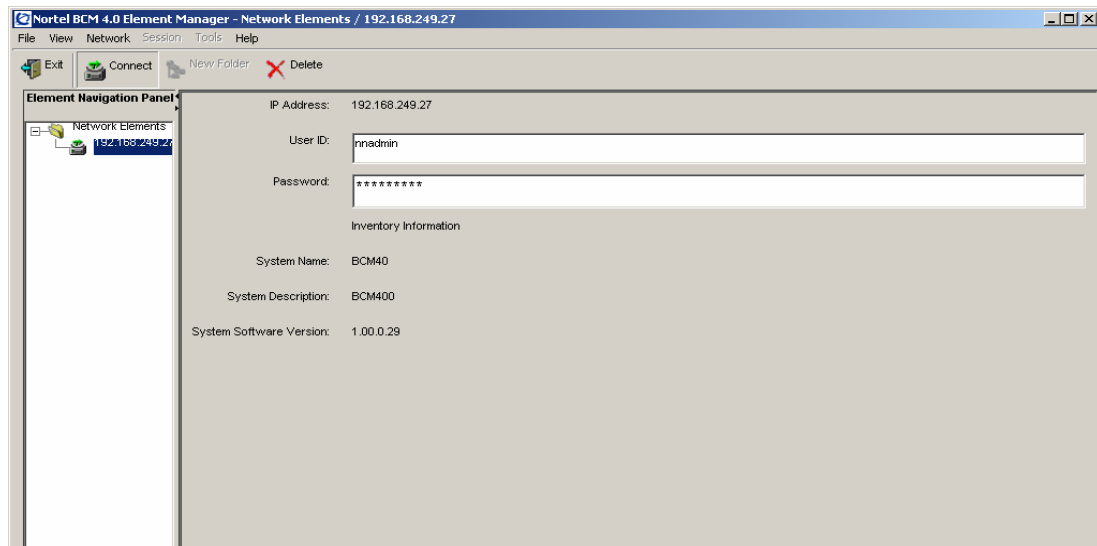 Nortel BCM 4.0 Element Manager - Network Elements / 192.168.249.27
File View Network Session Tools Help
Exit Connect New Folder Delete
Element Navigation Panel
Network Elements
192.168.249.27
IP Address: 192.168.249.27
User ID: nnadmin
Password: *********
Inventory Information
System Name: BCM40
System Description: BCM400
System Software Version: 1.00.0.29